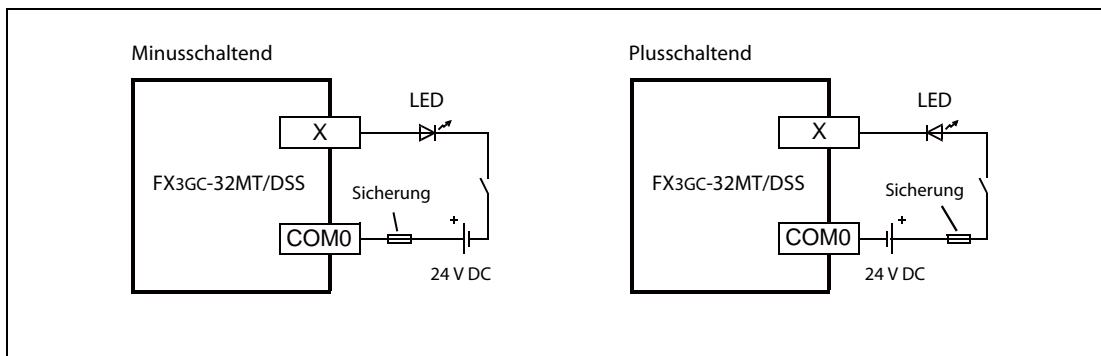 Minusschaltend
LED
X
FX3GC-32MT/DSS
Sicherung
+
COM0
24 V DC
Plusschaltend
LED
X
FX3GC-32MT/DSS
Sicherung
+
COM0
24 V DC